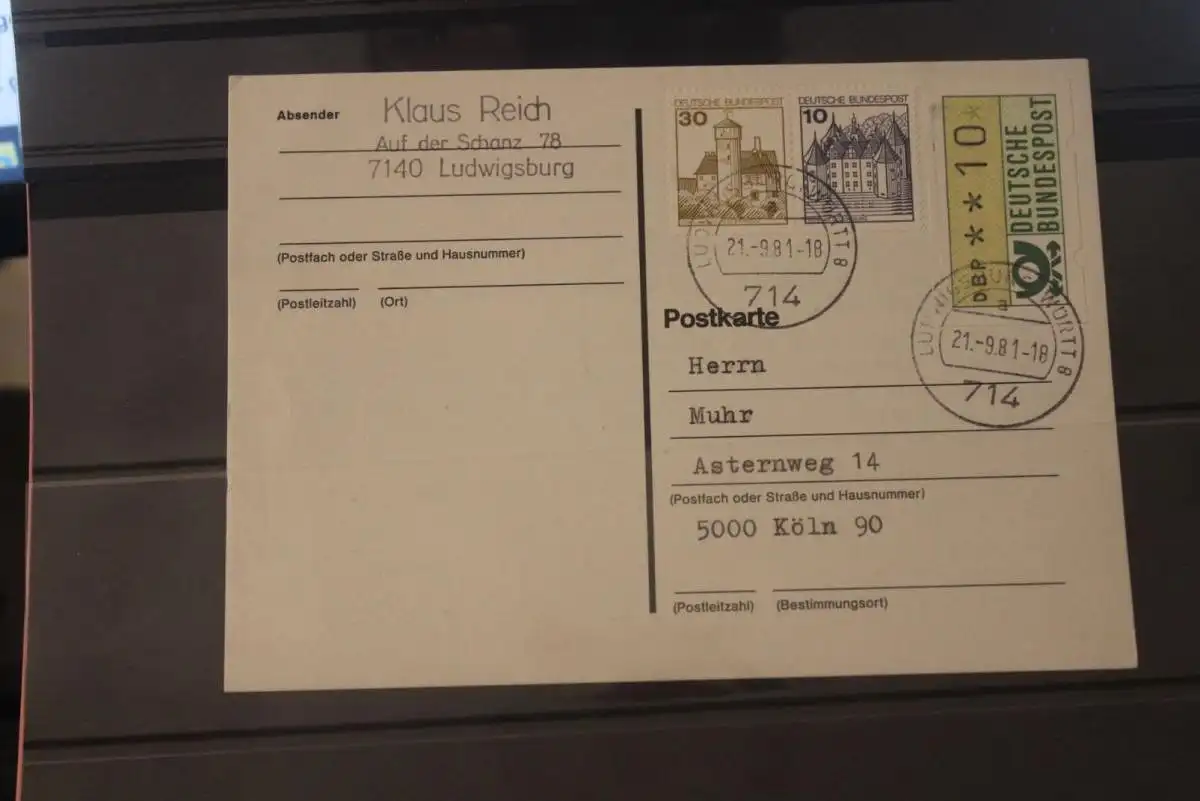 Absender
Klaus Reich
Auf der Schanz 78
7140 Ludwigsburg
(Postfach oder Straße und Hausnummer)
(Postleitzahl) (Ort)
DEUTSCHE BUNDESPOST
30
DEUTSCHE BUNDESPOST
10
DBP ** 10*
DEUTSCHE
BUNDESPOST
21.-9.81-18
714
a
21.-9.81-18
714
Postkarte
Herrn
Muhr
Asternweg 14
(Postfach oder Straße und Hausnummer)
5000 Köln 90
(Postleitzahl) (Bestimmungsort)